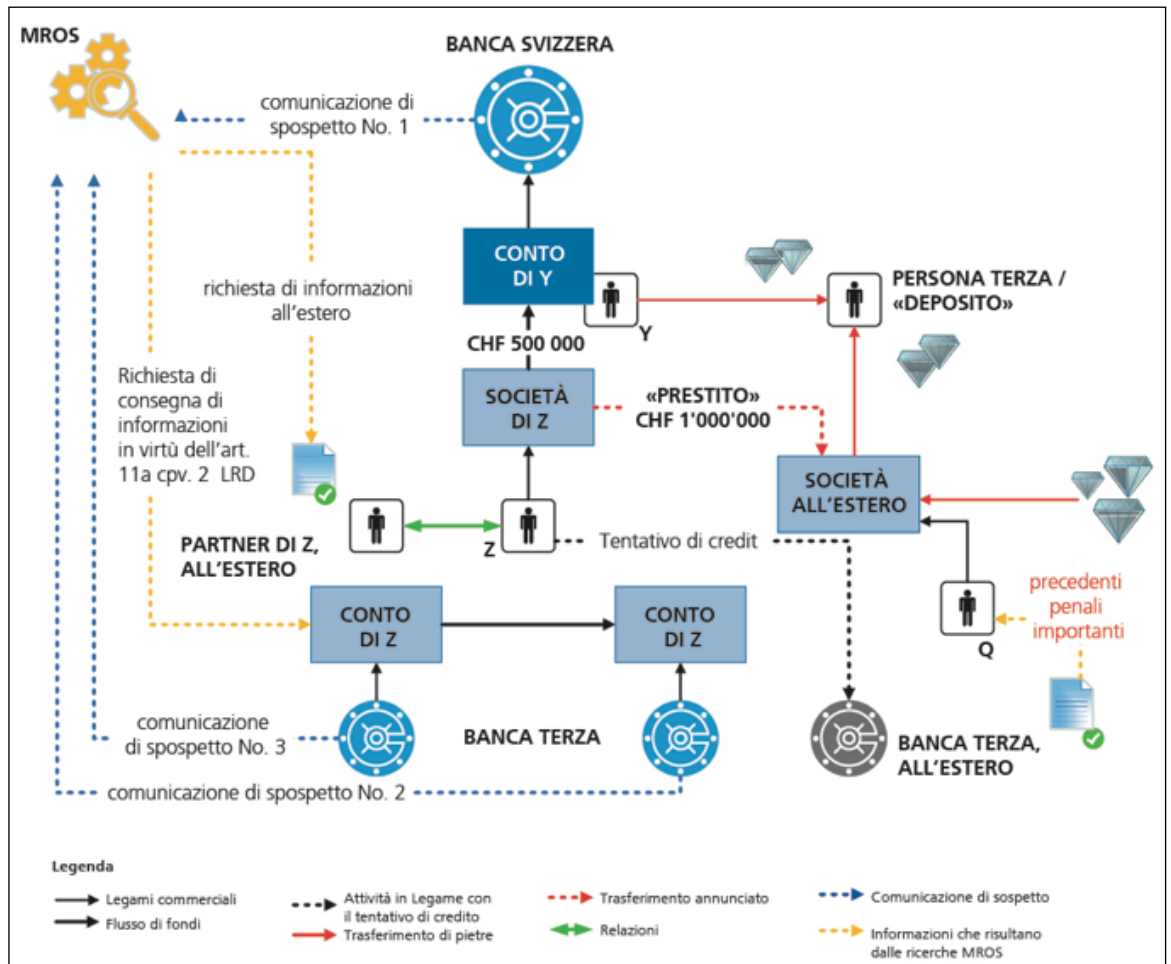 MROS
BANCA SVIZZERA
comunicazione di
spospetto No. 1
CONTO
DI Y
Y
PERSONA TERZA /
«DEPOSITO»
richiesta di informazioni
all'estero
CHF 500 000
Richiesta di
consegna di
informazioni
in virtù dell'art.
11a cpv. 2 LRD
SOCIETÀ
DI Z
«PRESTITO»
CHF 1'000'000
SOCIETÀ
ALL'ESTERO
PARTNER DI Z,
ALL'ESTERO
Z
Tentativo di credit
precedenti
penali
importanti
Q
CONTO
DI Z
CONTO
DI Z
comunicazione
di spospetto No. 3
BANCA TERZA
BANCA TERZA,
ALL'ESTERO
comunicazione di spospetto No. 2
Legenda
Legami commerciali
Flusso di fondi
Attività in Legame con
il tentativo di credito
Trasferimento di pietre
Trasferimento annunciato
Relazioni
Comunicazione di sospetto
Informazioni che risultano
dalle ricerche MROS